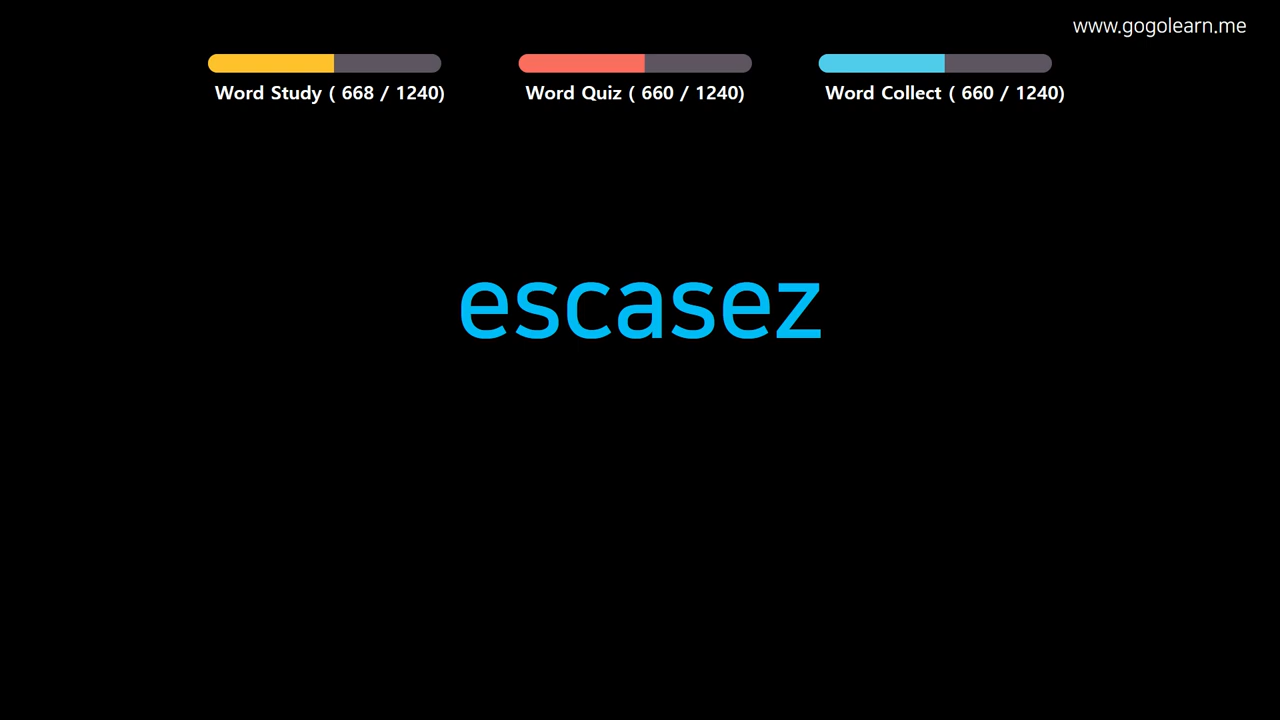 www.gogolearn.me
Word Study ( 668 / 1240)
Word Quiz ( 660 / 1240)
Word Collect ( 660 / 1240)
escasez